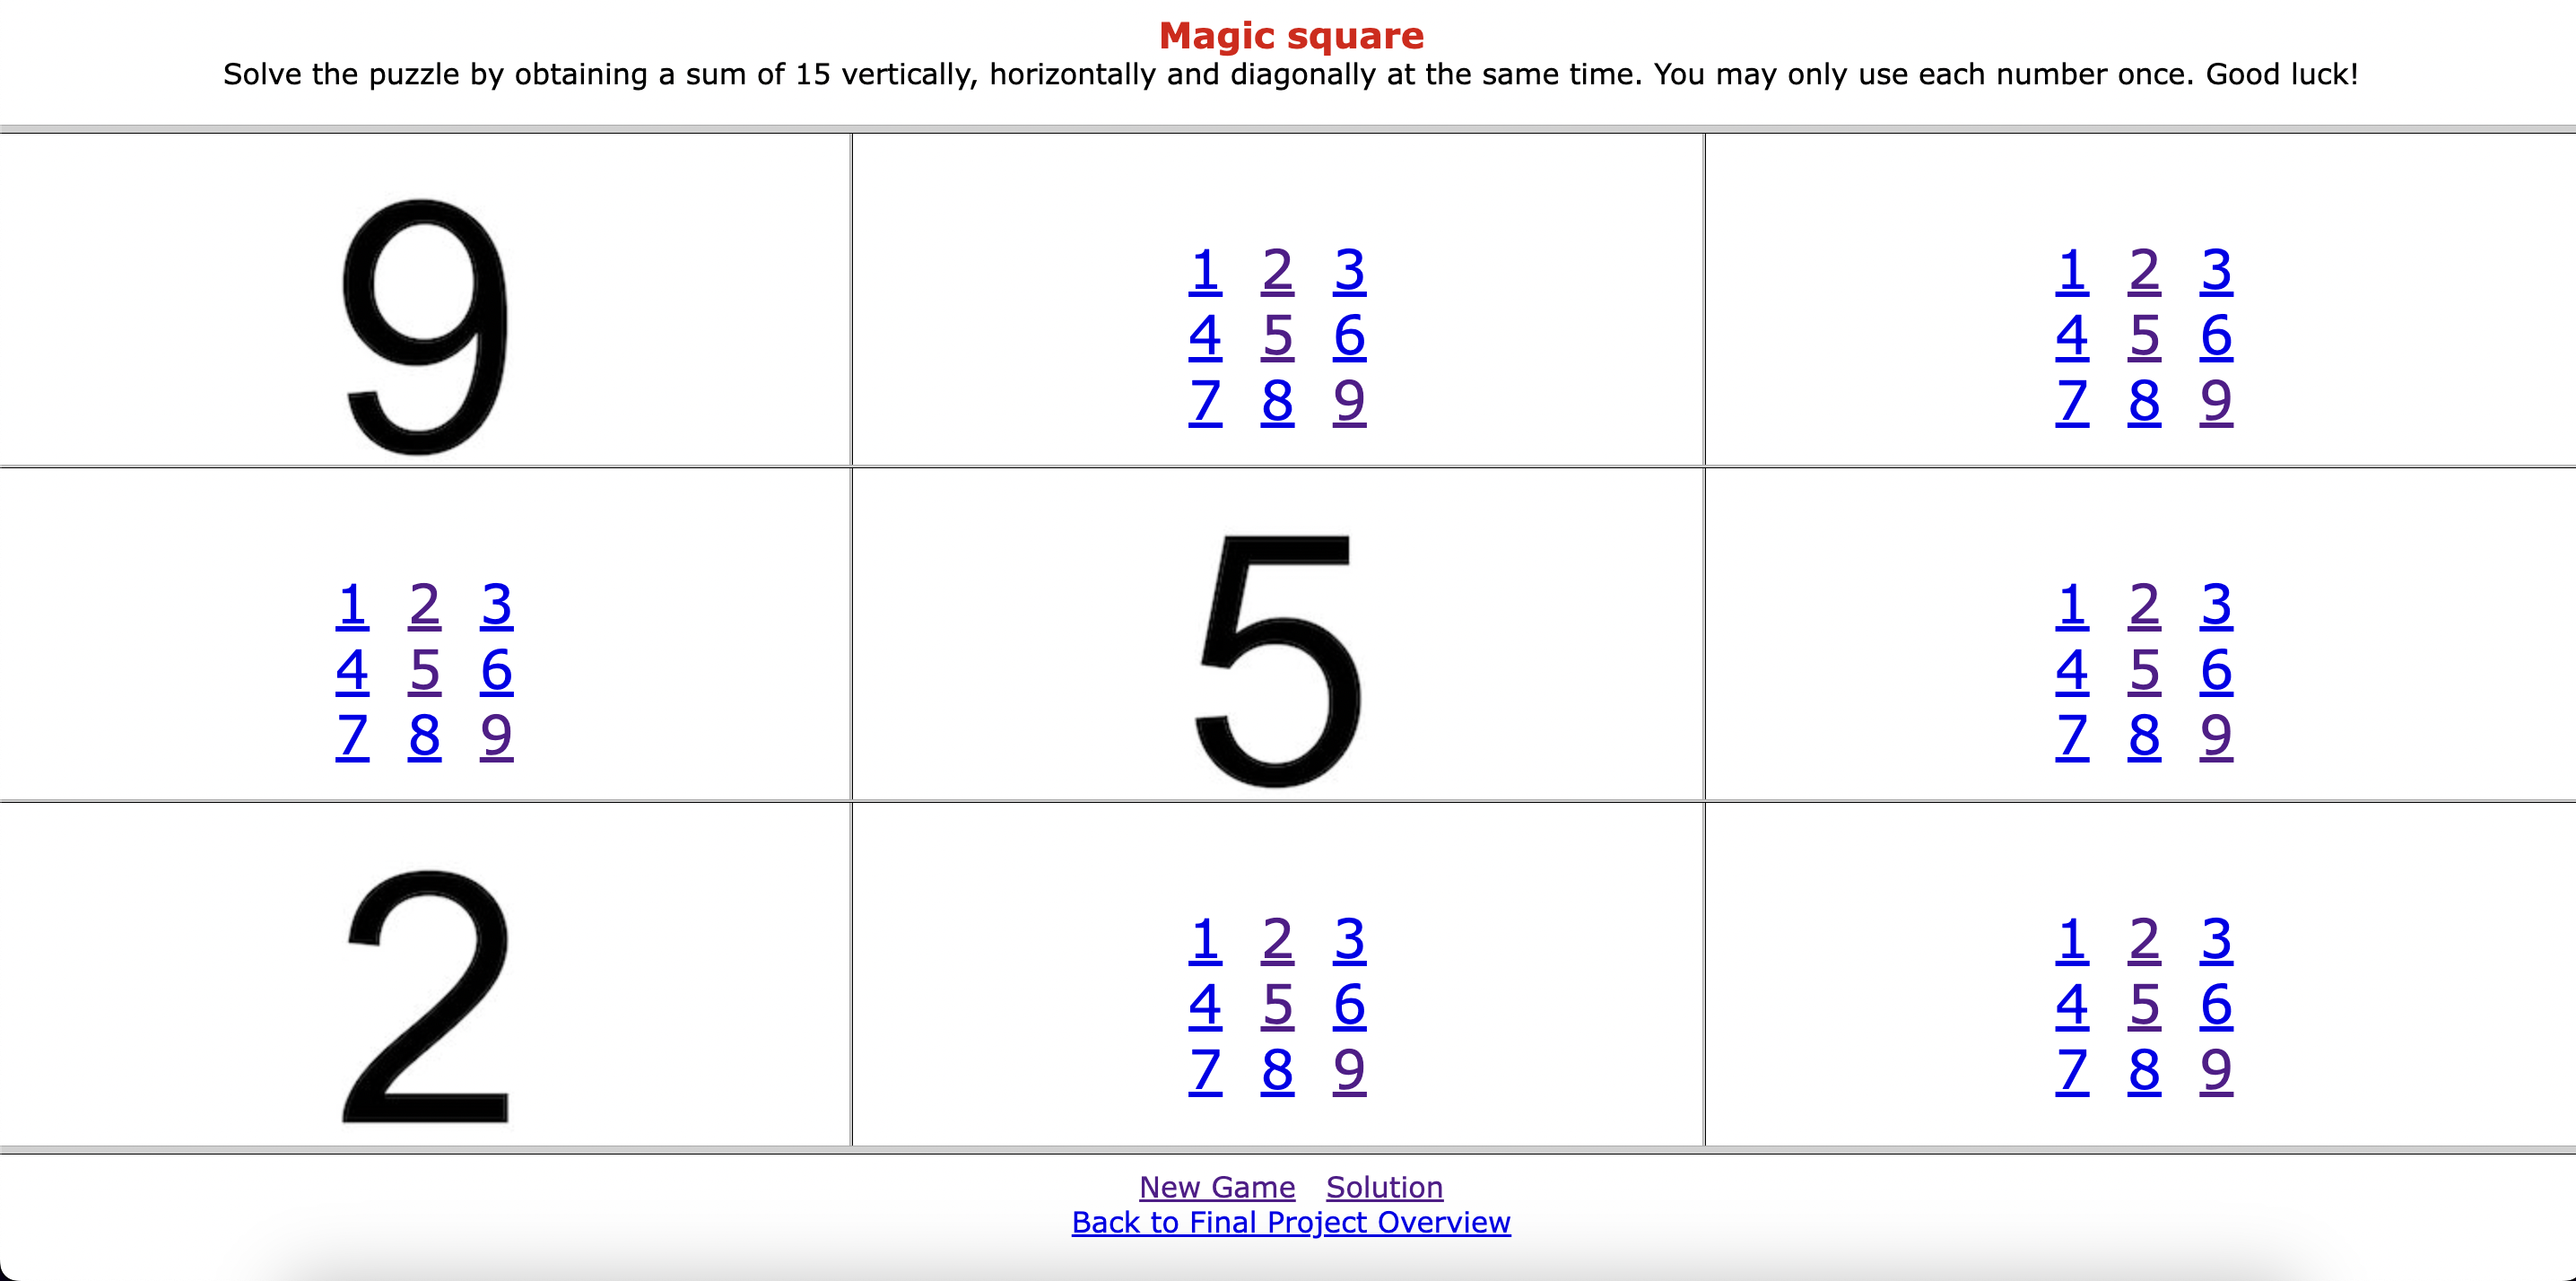 Magic square
Solve the puzzle by obtaining a sum of 15 vertically, horizontally and diagonally at the same time. You may only use each number once. Good luck!
9
1 2 3
4 5 6
7 8 9
1 2 3
4 5 6
7 8 9
1 2 3
4 5 6
7 8 9
5
1 2 3
4 5 6
7 8 9
2
1 2 3
4 5 6
7 8 9
1 2 3
4 5 6
7 8 9
New Game Solution
Back to Final Project Overview